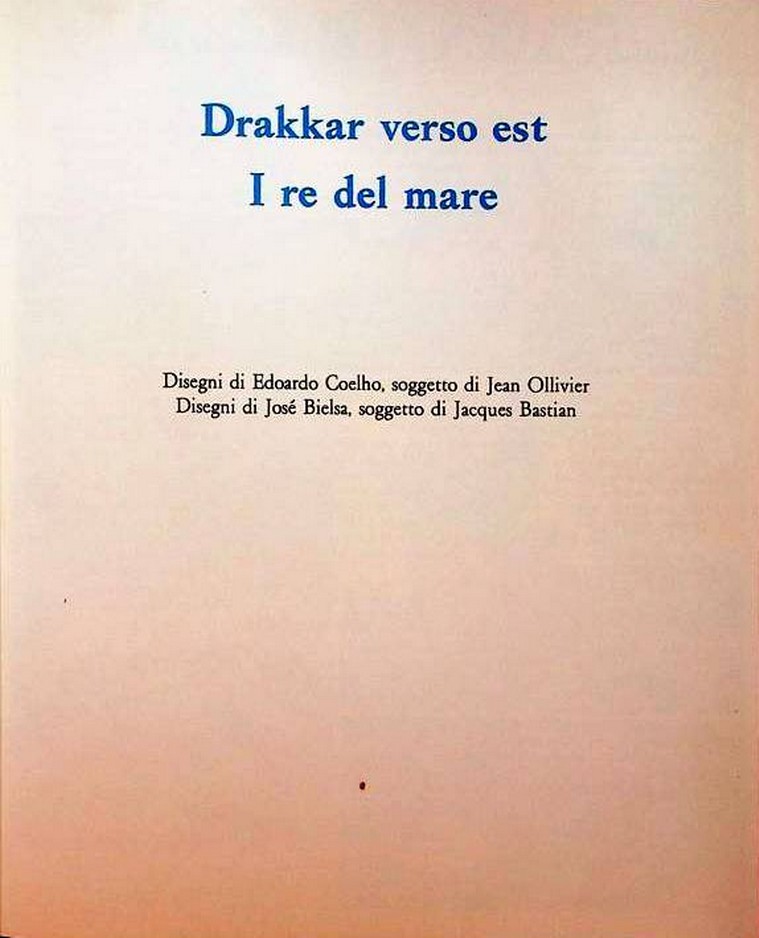 Drakkar verso est
I re del mare
Disegni di Edoardo Coelho, soggetto di Jean Ollivier
Disegni di José Bielsa, soggetto di Jacques Bastian